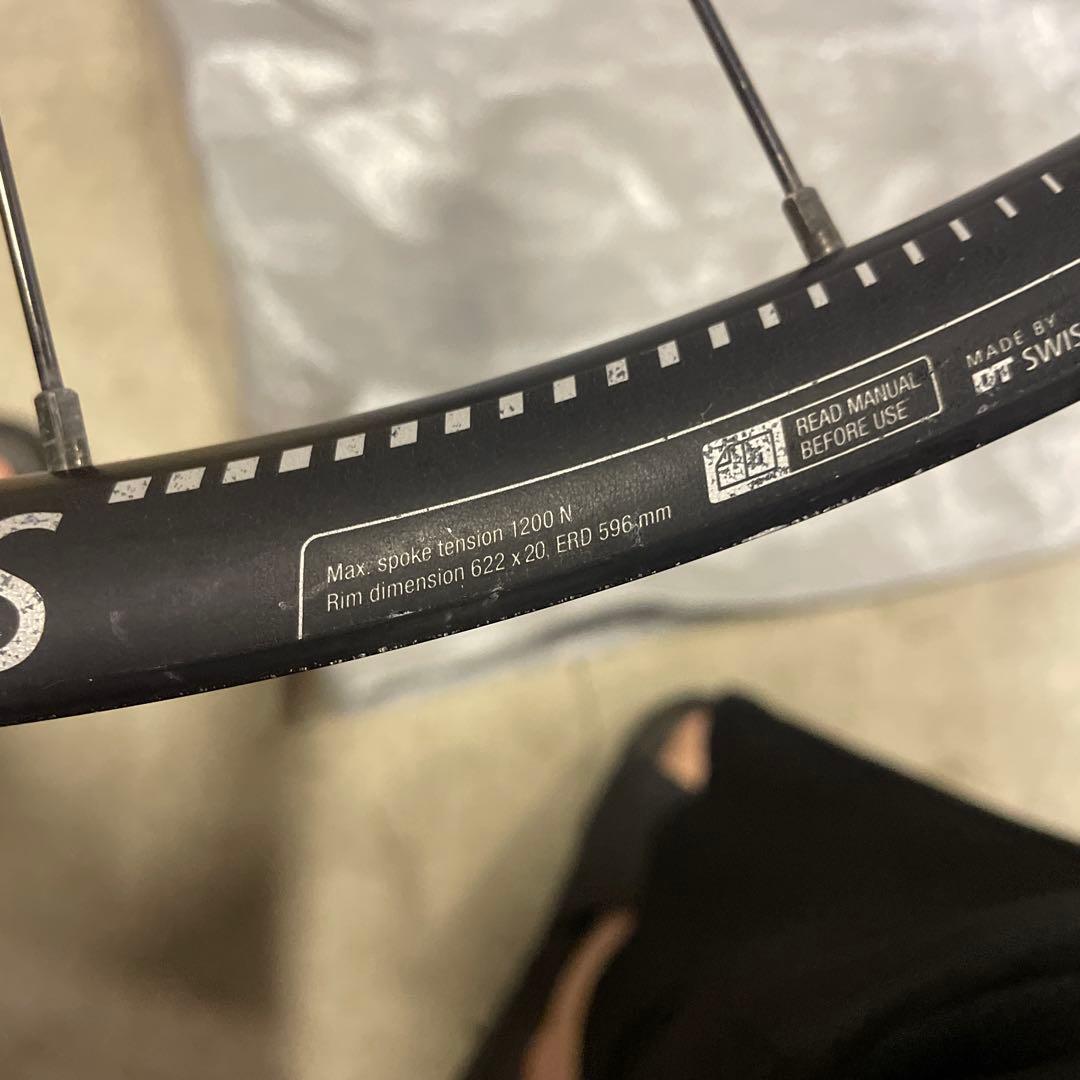 S
Max. spoke tension 1200 N
Rim dimension 622 x 20, ERD 596 mm
READ MANUAL
BEFORE USE
MADE BY
DT SWIS